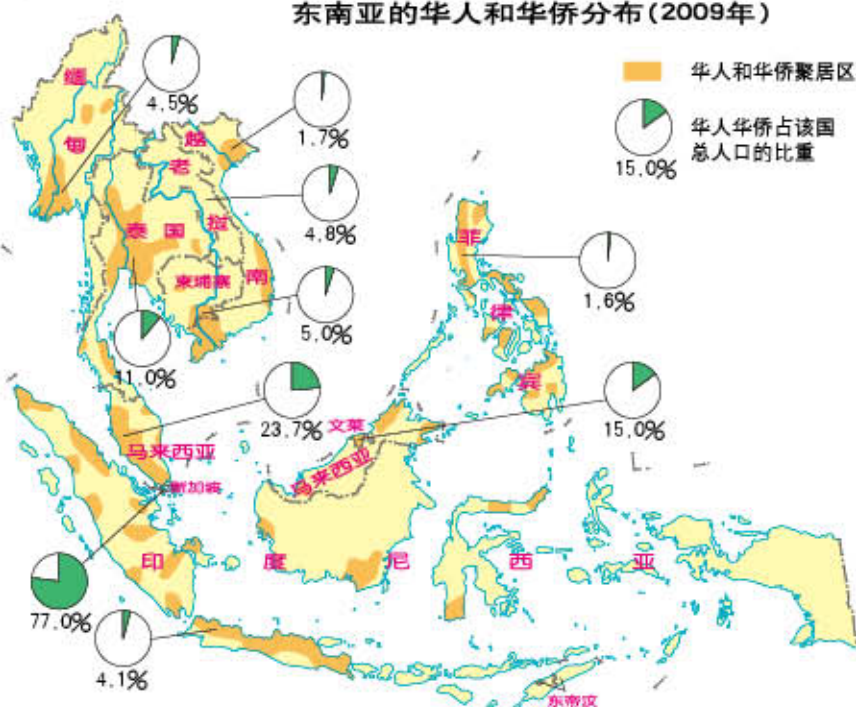 东南亚的华人和华侨分布(2009年)
华人和华侨聚居区
华人华侨占该国
总人口的比重
15.0%
缅
甸
4.5%
1.7%
越
老
4.8%
泰国
挝
南
柬埔寨
5.0%
11.0%
菲
1.6%
律
宾
23.7%
文莱
15.0%
马来西亚
马来西亚
新加坡
印
度
尼
西
亚
77.0%
4.1%
东帝汶